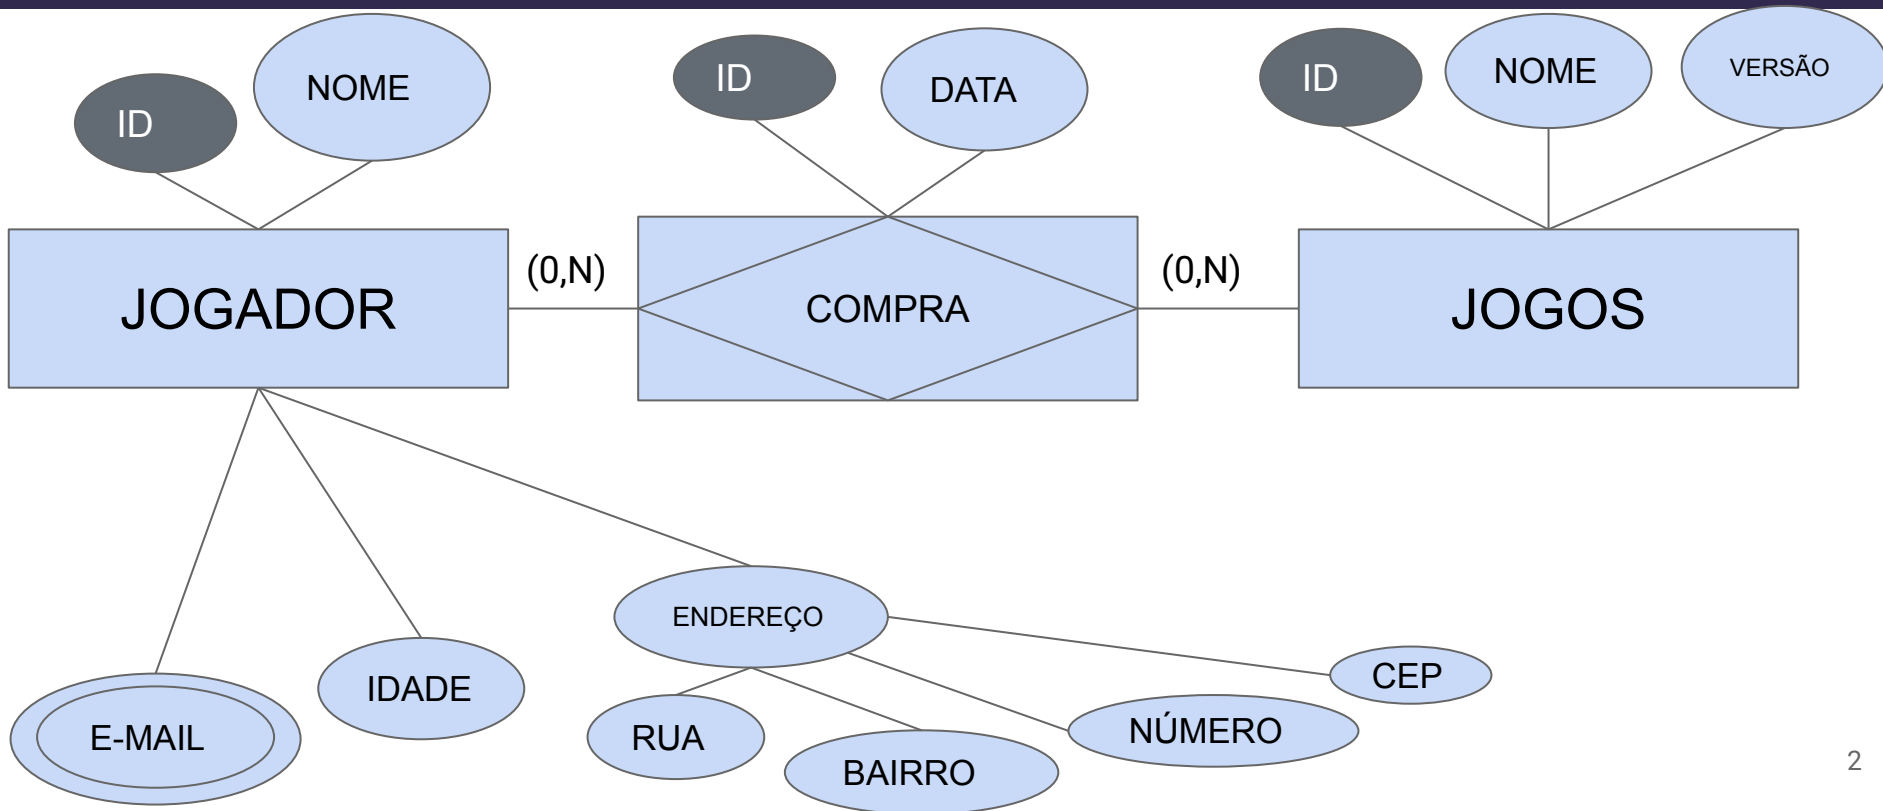 ID
NOME
ID
DATA
ID
NOME
VERSÃO
JOGADOR
(0,N)
COMPRA
(0,N)
JOGOS
ENDEREÇO
E-MAIL
IDADE
RUA
BAIRRO
NÚMERO
CEP
2